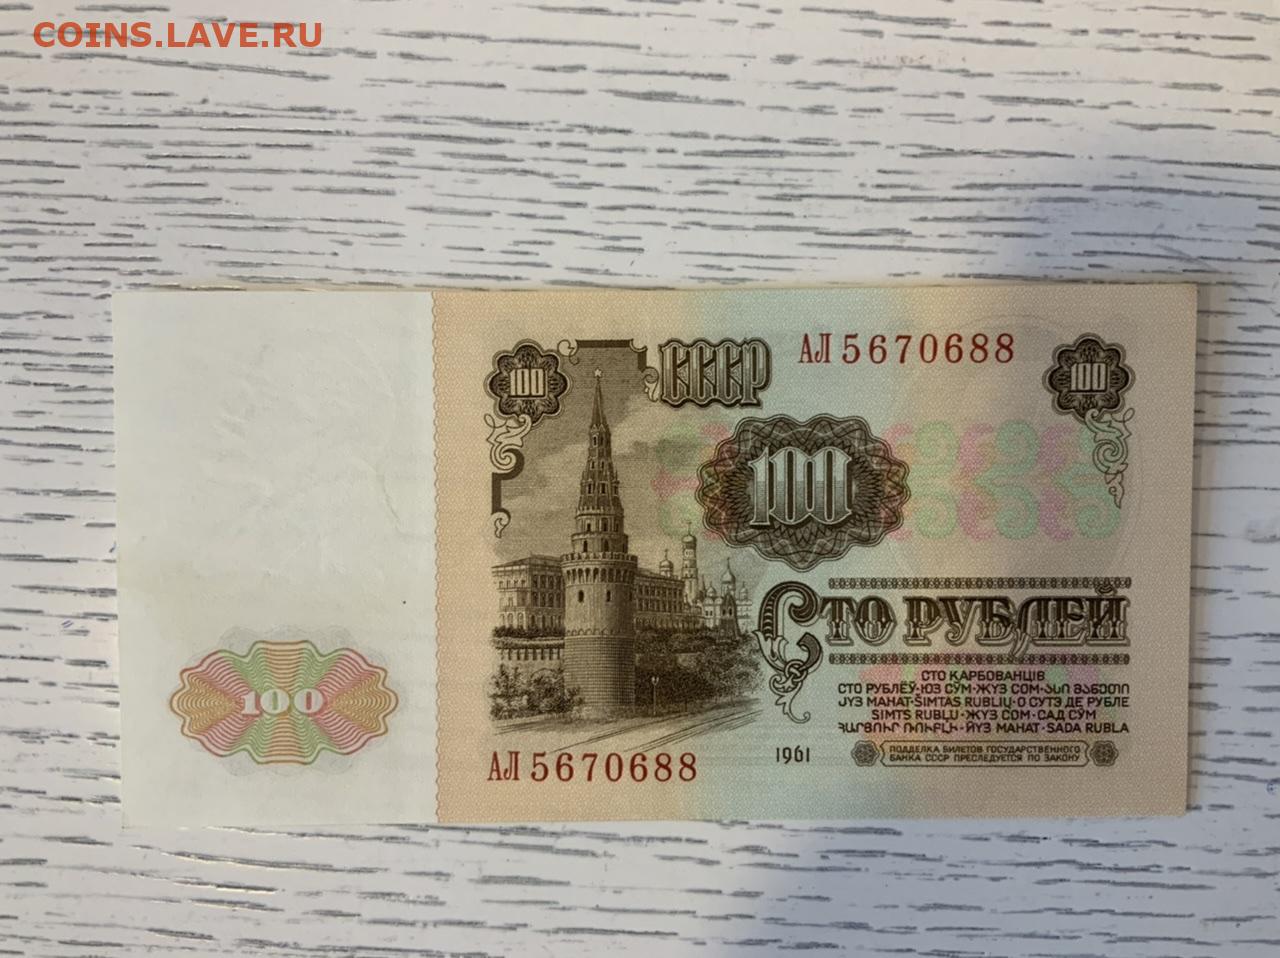 COINS.LAVE.RU
100
СССР
АЛ 5670688
100
100
СТО РУБЛЕЙ
СТО КАРБОВАНЦІВ
СТО РУБЛЁЎ·ЮЗ СЎМ·ЖҮЗ СОМ·ᲐᲡᲘ ᲛᲐᲜᲔᲗᲘ
ЈҮЗ МАНАТ·ŠIMTAS RUBLIŲ·О СУТЭ ДЕ РУБЛЕ
SIMTS RUBĻU·ЖҮЗ СОМ·САД СӮМ
ՀԱՐՅՈՒՐ ՌՈՒԲԼԻ·ЙҮЗ МАНАТ·SADA RUBLA
100
АЛ 5670688
1961
ПОДДЕЛКА БИЛЕТОВ ГОСУДАРСТВЕННОГО
БАНКА СССР ПРЕСЛЕДУЕТСЯ ПО ЗАКОНУ